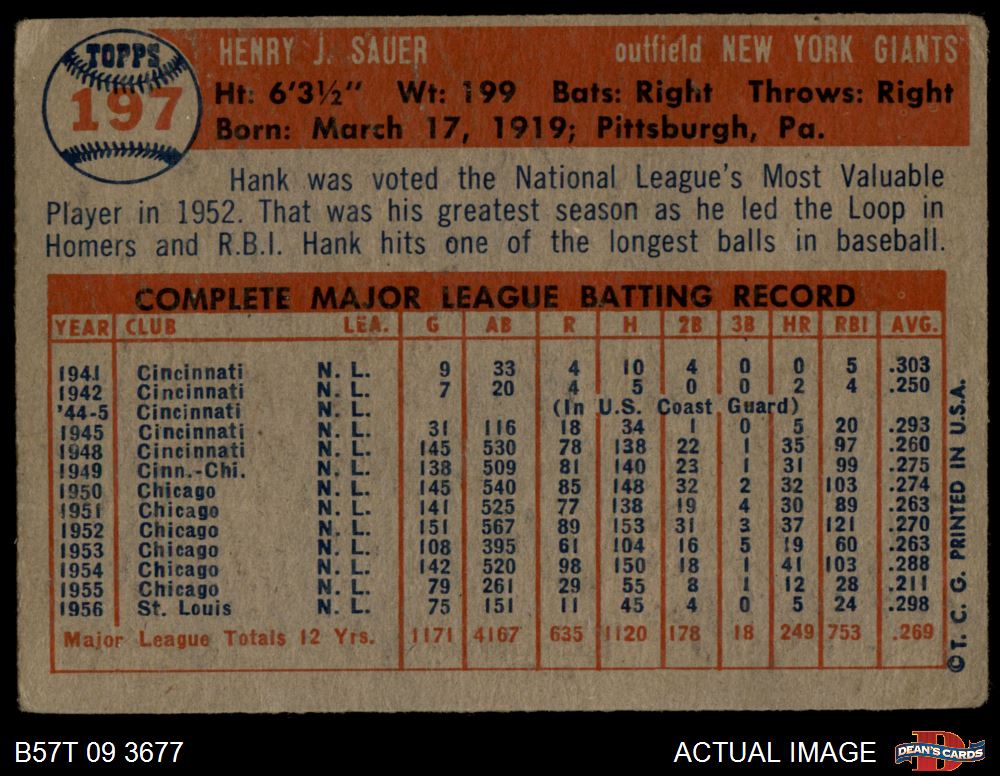 TOPPS
197
HENRY J. SAUER outfield NEW YORK GIANTS
Ht: 6'3½" Wt: 199 Bats: Right Throws: Right
Born: March 17, 1919; Pittsburgh, Pa.
Hank was voted the National League's Most Valuable
Player in 1952. That was his greatest season as he led the Loop in
Homers and R.B.I. Hank hits one of the longest balls in baseball.
COMPLETE MAJOR LEAGUE BATTING RECORD
YEAR CLUB LEA. G AB R H 2B 3B HR RBI AVG.
1941 Cincinnati N. L. 9 33 4 10 4 0 0 5 .303
1942 Cincinnati N. L. 7 20 4 5 0 0 2 4 .250
'44-5 Cincinnati N. L. (In U.S. Coast Guard)
1945 Cincinnati N. L. 31 116 18 34 1 0 5 20 .293
1948 Cincinnati N. L. 145 530 78 138 22 1 35 97 .260
1949 Cinn.-Chi. N. L. 138 509 81 140 23 1 31 99 .275
1950 Chicago N. L. 145 540 85 148 32 2 32 103 .274
1951 Chicago N. L. 141 525 77 138 19 4 30 89 .263
1952 Chicago N. L. 151 567 89 153 31 3 37 121 .270
1953 Chicago N. L. 108 395 61 104 16 5 19 60 .263
1954 Chicago N. L. 142 520 98 150 18 1 41 103 .288
1955 Chicago N. L. 79 261 29 55 8 1 12 28 .211
1956 St. Louis N. L. 75 151 11 45 4 0 5 24 .298
Major League Totals 12 Yrs. 1171 4167 635 1120 178 18 249 753 .269
©T. C. G. PRINTED IN U.S.A.
B57T 09 3677
ACTUAL IMAGE
DEAN'S CARDS